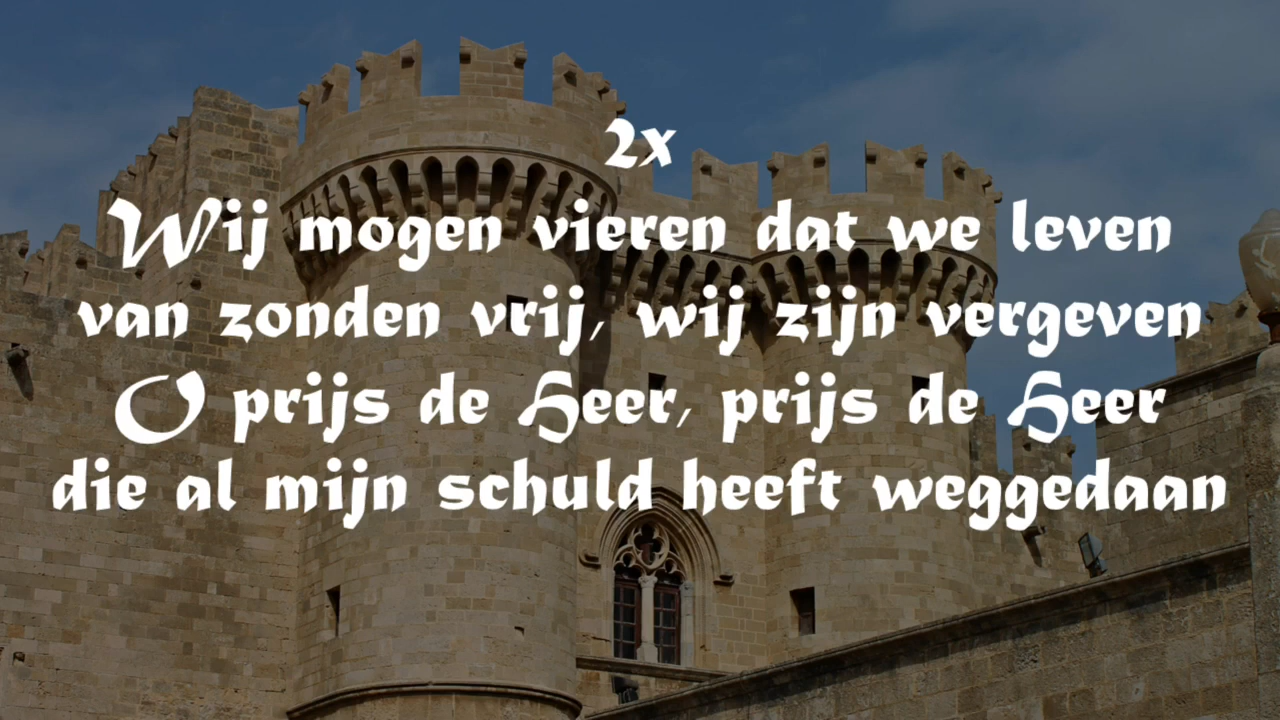 2x
Wij mogen vieren dat we leven
van zonden vrij, wij zijn vergeven
O prijs de Heer, prijs de Heer
die al mijn schuld heeft weggedaan